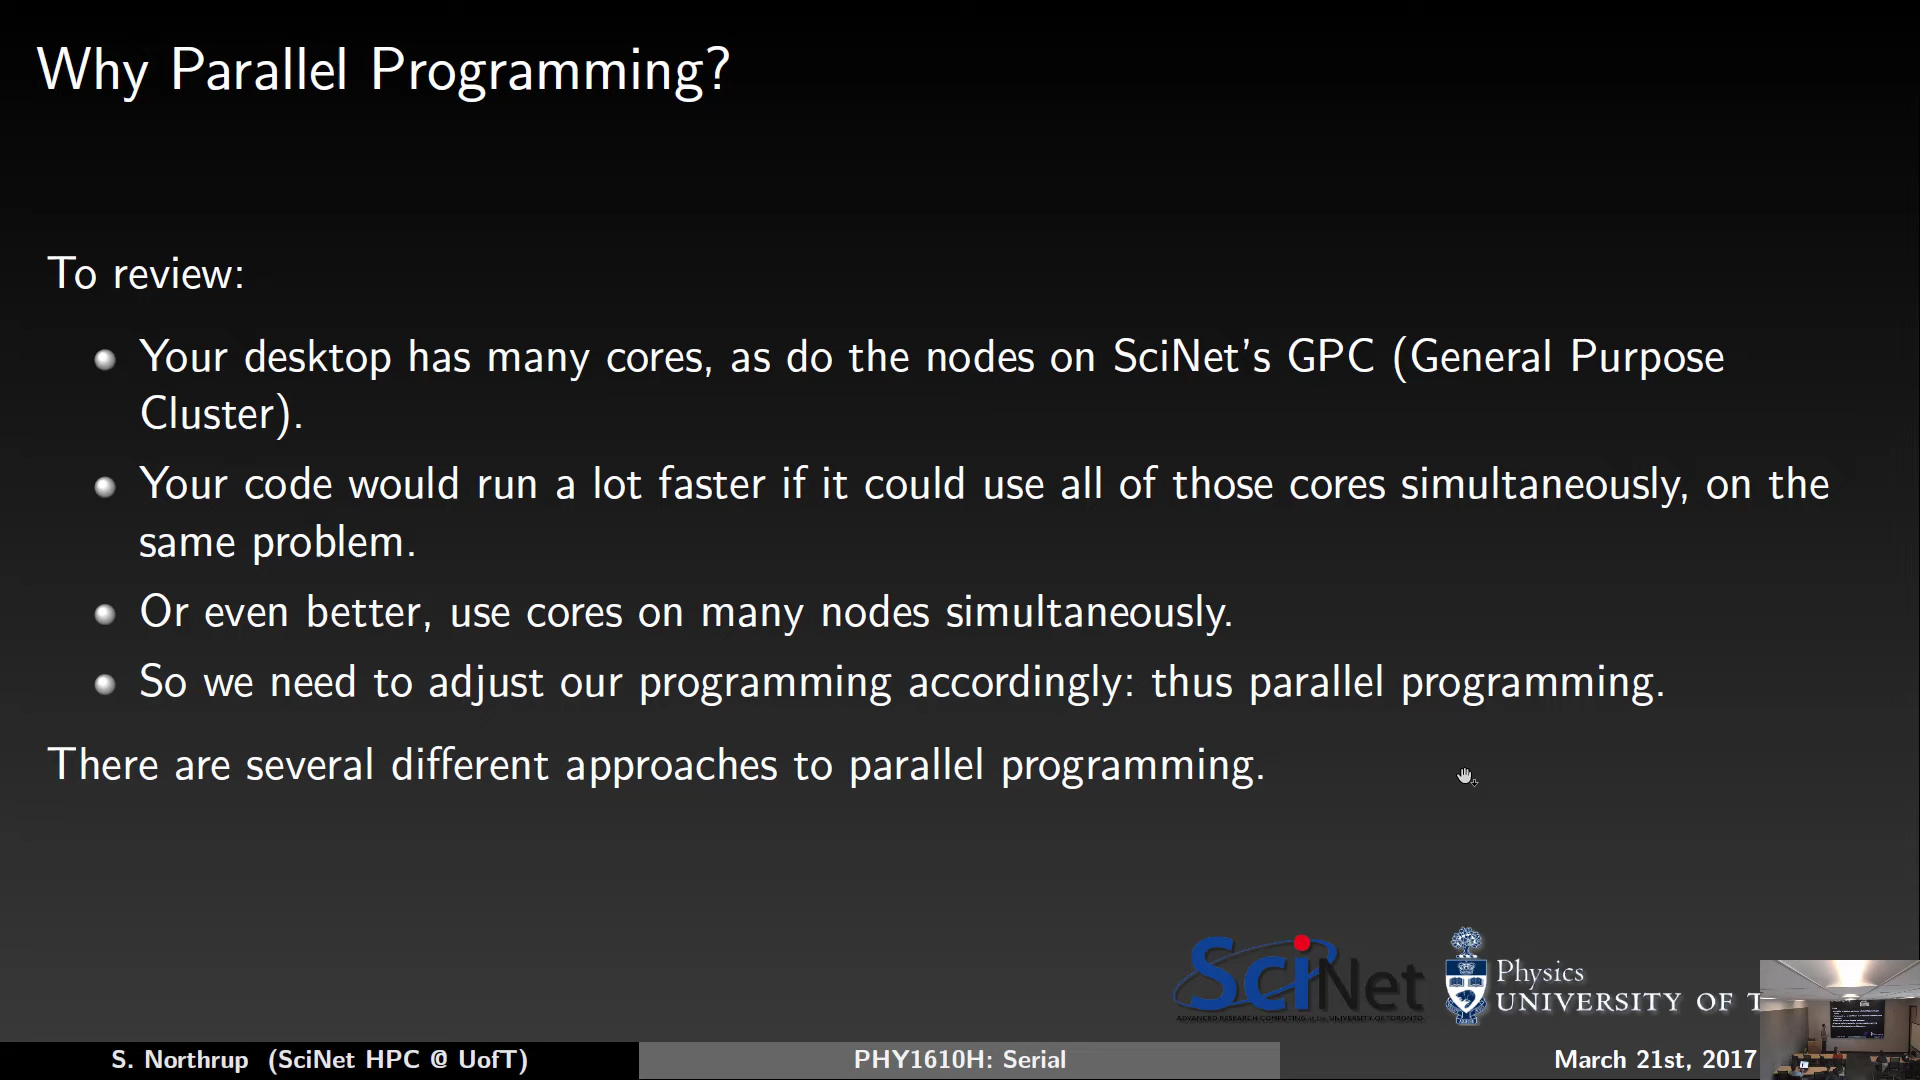 Why Parallel Programming?
To review:
Your desktop has many cores, as do the nodes on SciNet's GPC (General Purpose
Cluster).
Your code would run a lot faster if it could use all of those cores simultaneously, on the
same problem.
Or even better, use cores on many nodes simultaneously.
So we need to adjust our programming accordingly: thus parallel programming.
There are several different approaches to parallel programming.
SciNet
ADVANCED RESEARCH COMPUTING at the UNIVERSITY OF TORONTO
Physics
UNIVERSITY OF T
S. Northrup (SciNet HPC @ UofT)
PHY1610H: Serial
March 21st, 2017